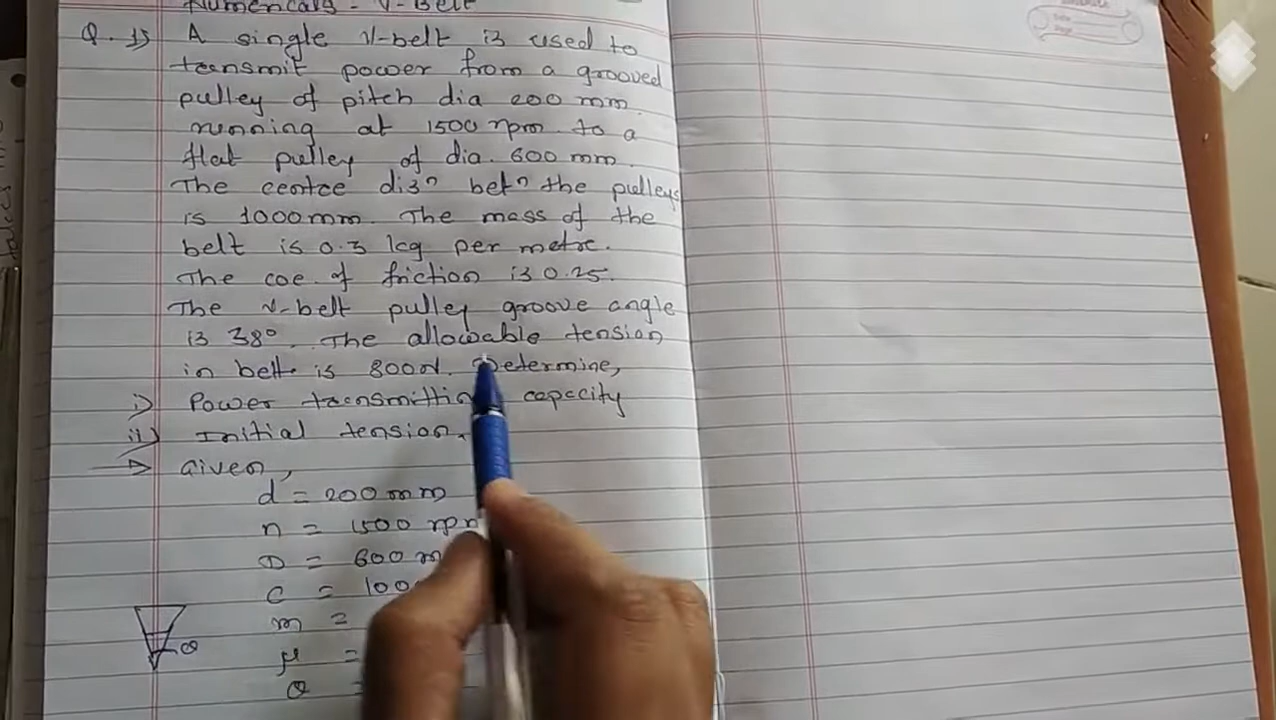 Numericals - V-Belt
Q.1) A single V-belt is used to
transmit power from a grooved
pulley of pitch dia 200 mm
running at 1500 rpm to a
flat pulley of dia. 600 mm.
The centre disn betn the pulleys
is 1000mm. The mass of the
belt is 0.3 kg per metre.
The coe. of friction is 0.25.
The V-belt pulley groove angle
is 38°. The allowable tension
in belt is 800N. Determine,
i) Power transmitting capacity
ii) Initial tension.
Given,
d = 200 mm
n = 1500 rpm
D = 600 m
C = 100
m =
μ =
θ
θ =